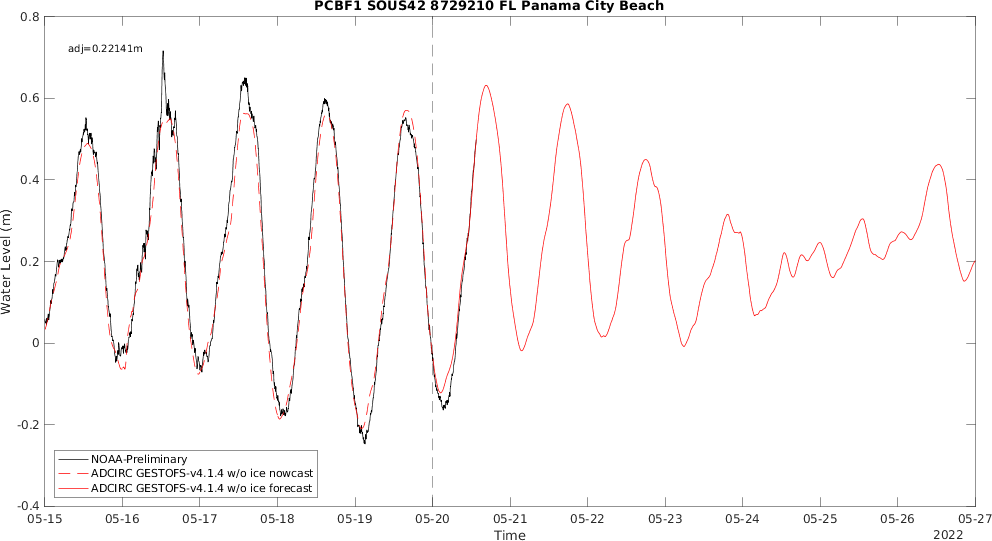 PCBF1 SOUS42 8729210 FL Panama City Beach
0.8
adj=0.22141m
0.6
0.4
0.2
0
-0.2
-0.4
Water Level (m)
NOAA-Preliminary
ADCIRC GESTOFS-v4.1.4 w/o ice nowcast
ADCIRC GESTOFS-v4.1.4 w/o ice forecast
05-15 05-16 05-17 05-18 05-19 05-20 05-21 05-22 05-23 05-24 05-25 05-26 05-27
Time
2022